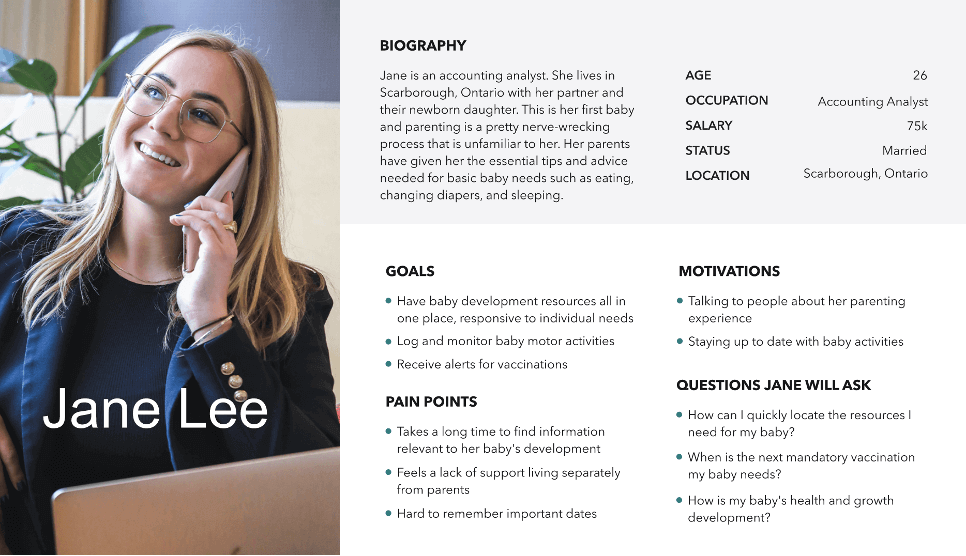 Jane Lee
BIOGRAPHY
Jane is an accounting analyst. She lives in
Scarborough, Ontario with her partner and
their newborn daughter. This is her first baby
and parenting is a pretty nerve-wrecking
process that is unfamiliar to her. Her parents
have given her the essential tips and advice
needed for basic baby needs such as eating,
changing diapers, and sleeping.
AGE 26
OCCUPATION Accounting Analyst
SALARY 75k
STATUS Married
LOCATION Scarborough, Ontario
GOALS
• Have baby development resources all in
one place, responsive to individual needs
• Log and monitor baby motor activities
• Receive alerts for vaccinations
PAIN POINTS
• Takes a long time to find information
relevant to her baby's development
• Feels a lack of support living separately
from parents
• Hard to remember important dates
MOTIVATIONS
• Talking to people about her parenting
experience
• Staying up to date with baby activities
QUESTIONS JANE WILL ASK
• How can I quickly locate the resources I
need for my baby?
• When is the next mandatory vaccination
my baby needs?
• How is my baby's health and growth
development?